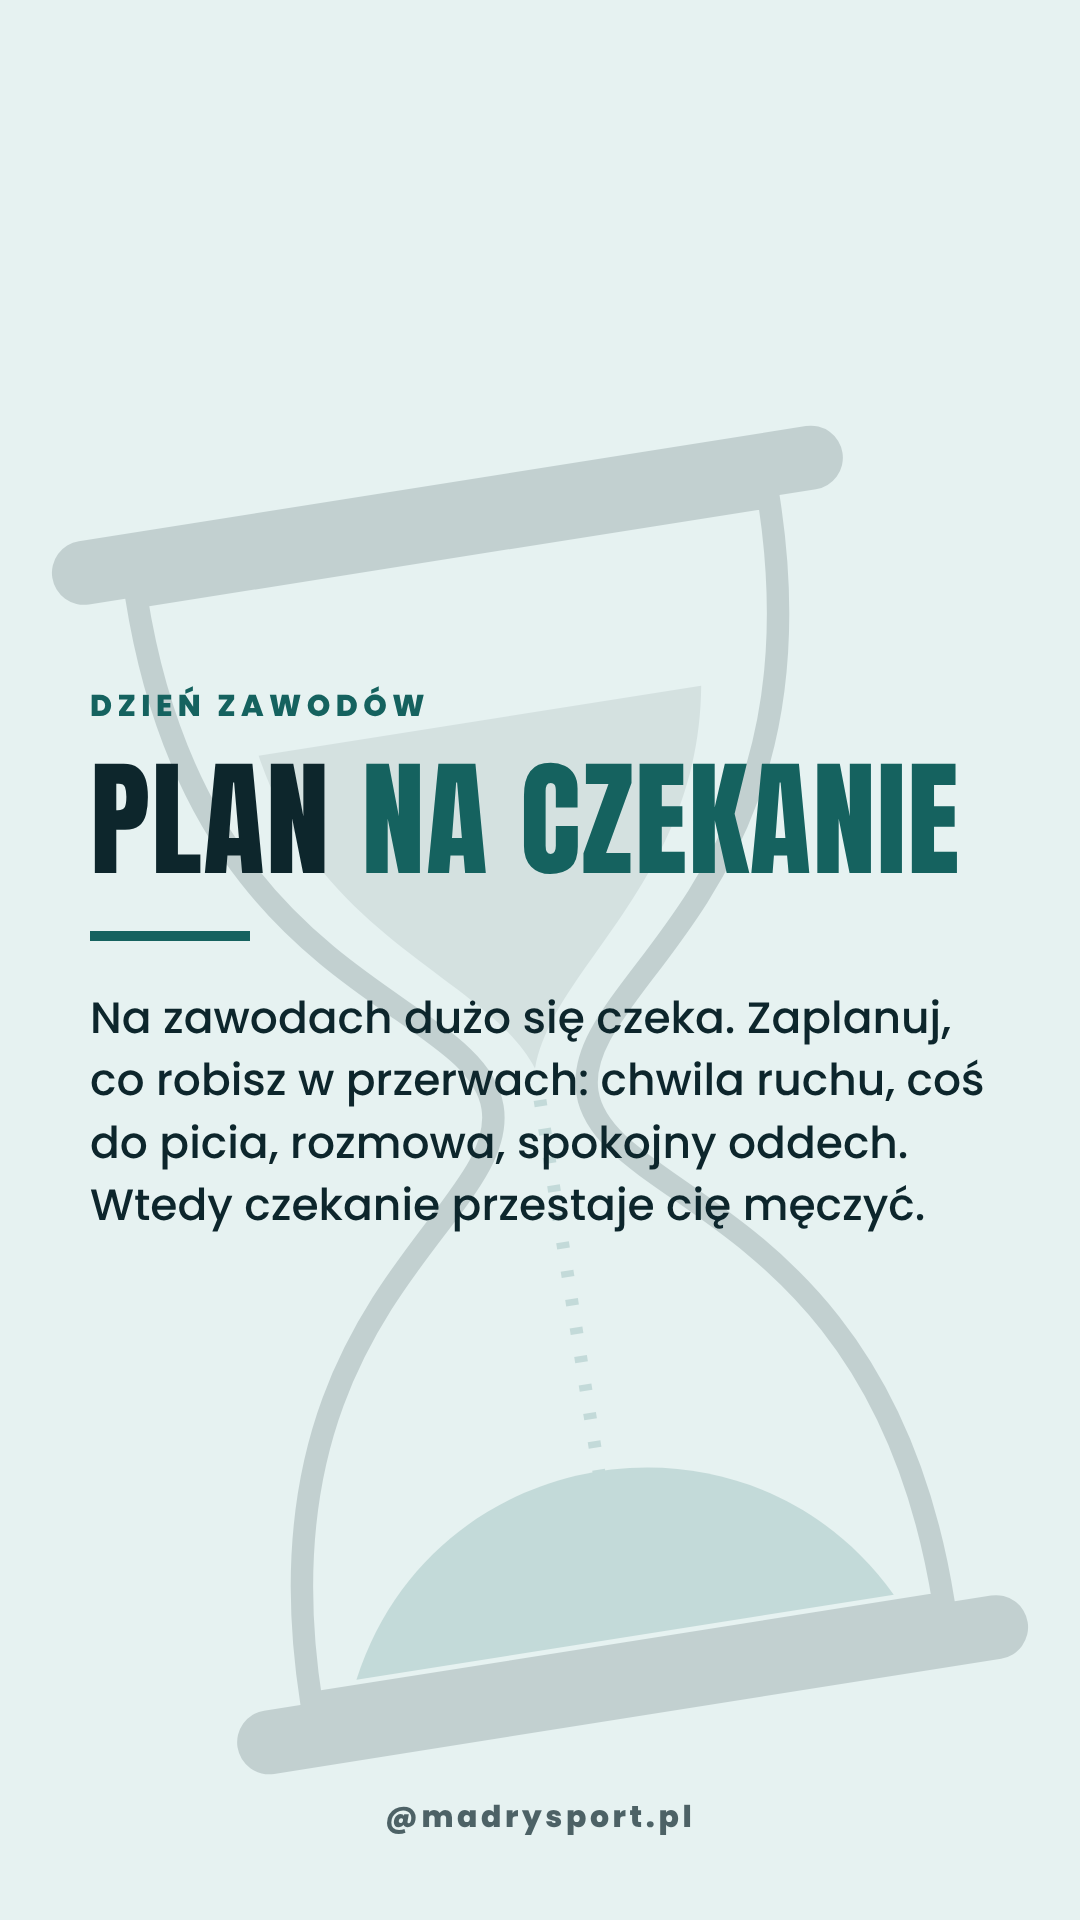 DZIEŃ ZAWODÓW
PLAN NA CZEKANIE
Na zawodach dużo się czeka. Zaplanuj,
co robisz w przerwach: chwila ruchu, coś
do picia, rozmowa, spokojny oddech.
Wtedy czekanie przestaje cię męczyć.
@madrysport.pl